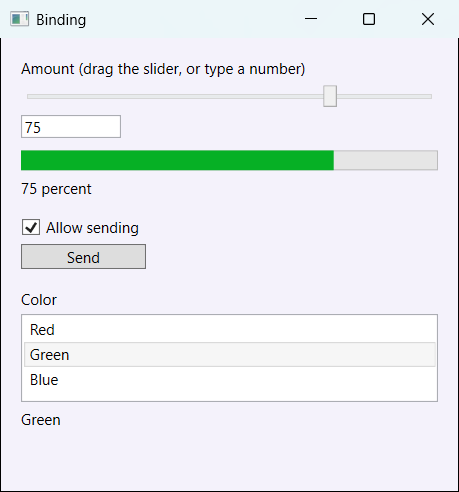 Binding
Amount (drag the slider, or type a number)
75
75 percent
Allow sending
Send
Color
Red
Green
Blue
Green